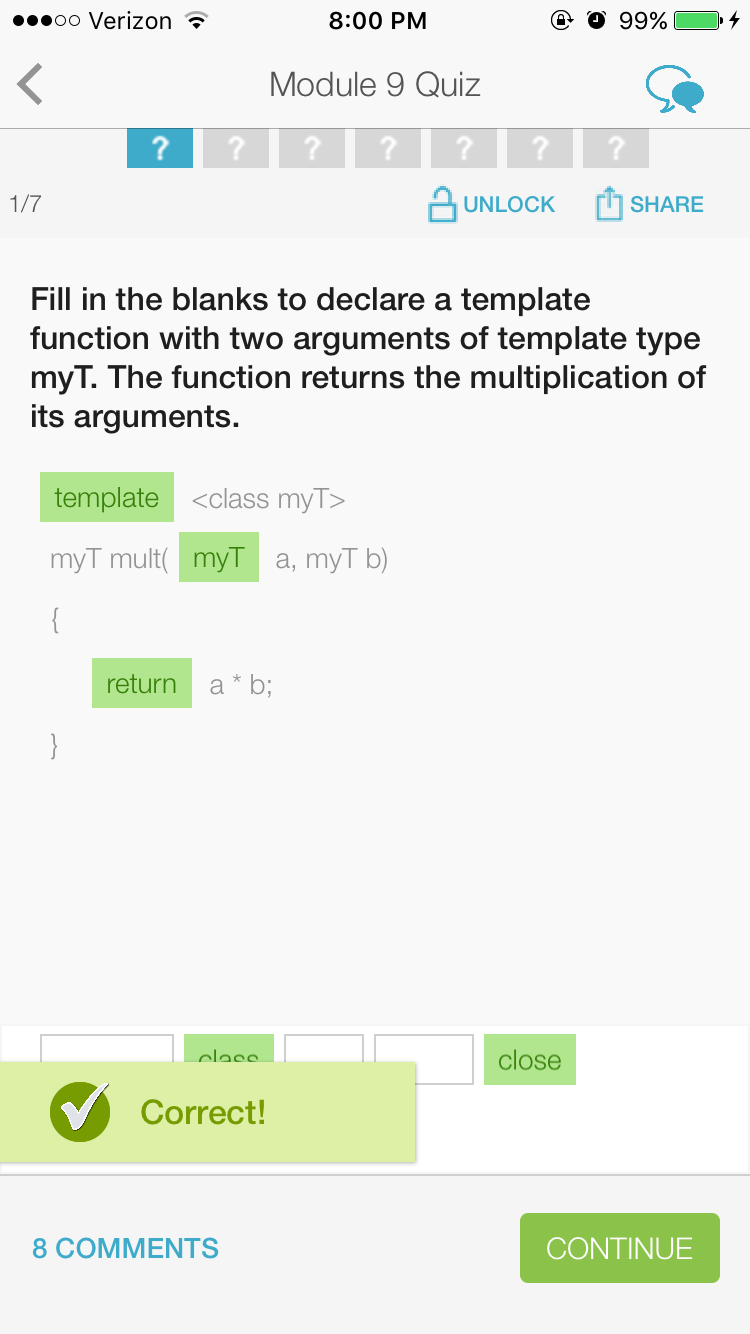 Verizon 8:00 PM 99%
Module 9 Quiz
? ? ? ? ? ? ?
1/7 UNLOCK SHARE
Fill in the blanks to declare a template
function with two arguments of template type
myT. The function returns the multiplication of
its arguments.
template <class myT>
myT mult( myT a, myT b)
{
return a * b;
}
class close
Correct!
8 COMMENTS CONTINUE